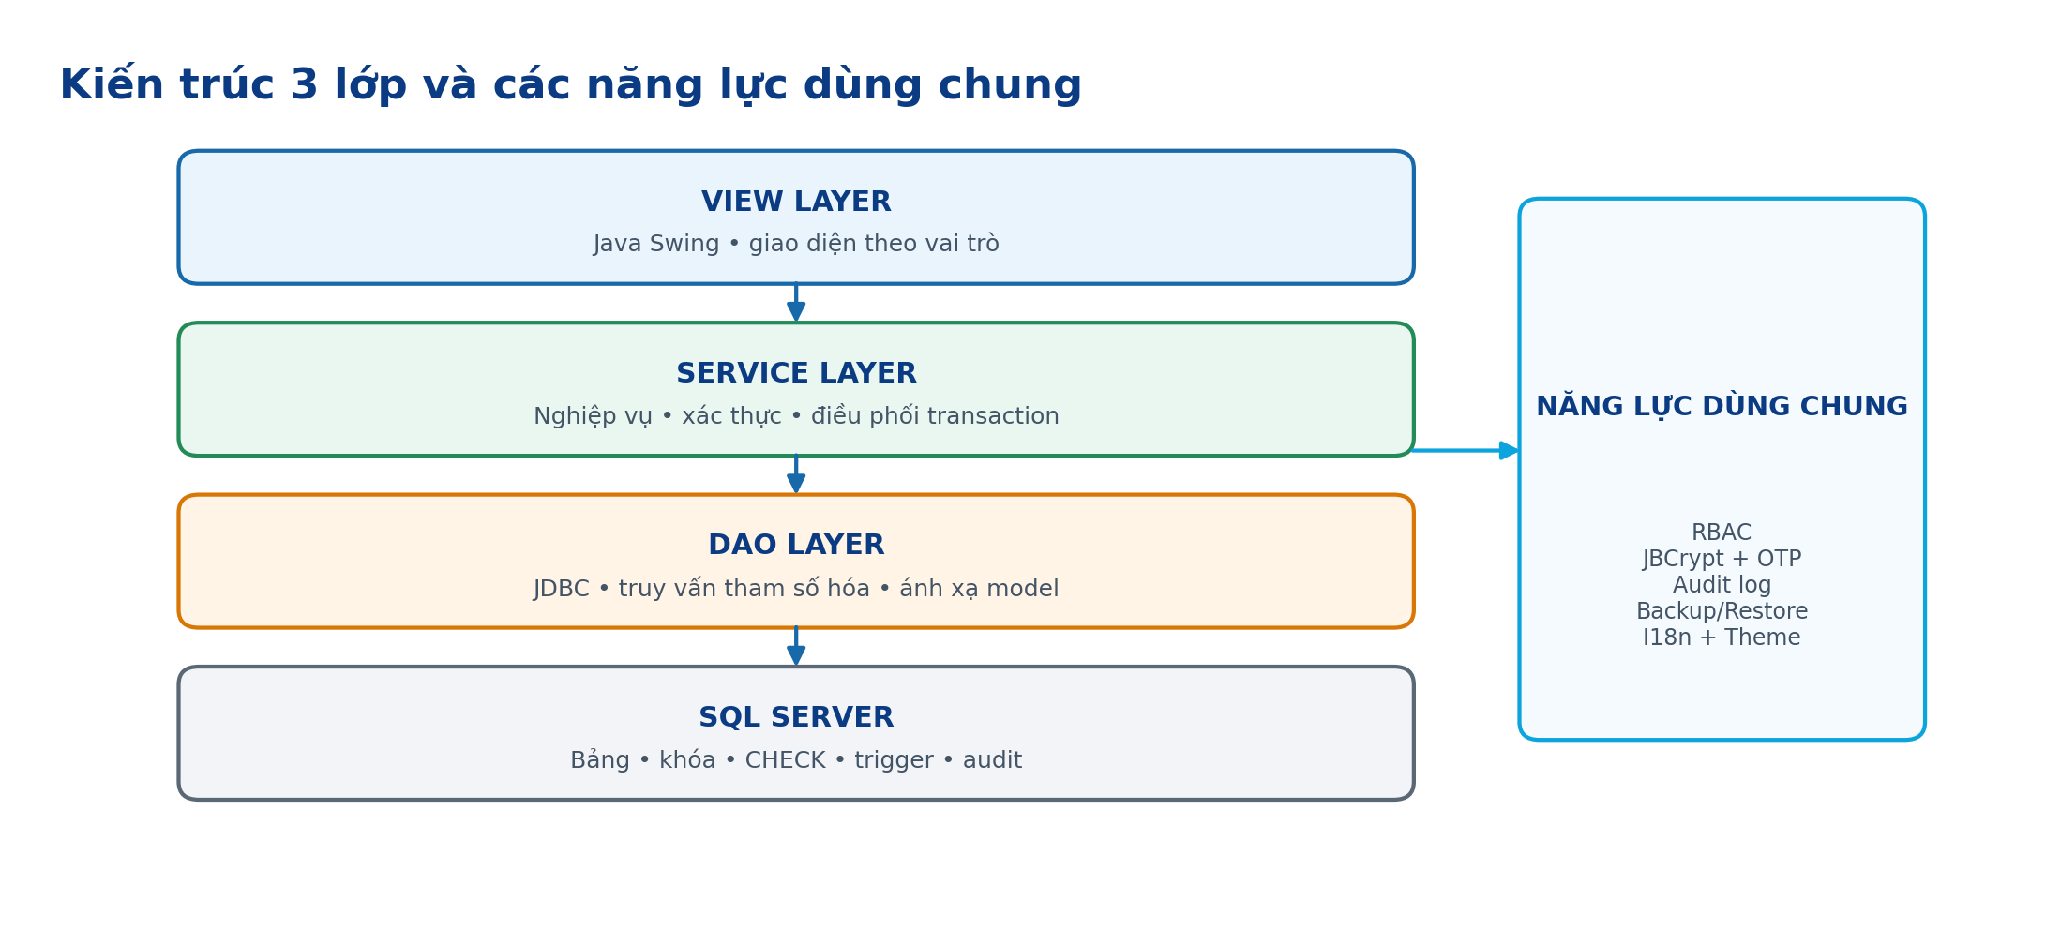 Kiến trúc 3 lớp và các năng lực dùng chung
VIEW LAYER
Java Swing • giao diện theo vai trò
SERVICE LAYER
Nghiệp vụ • xác thực • điều phối transaction
DAO LAYER
JDBC • truy vấn tham số hóa • ánh xạ model
SQL SERVER
Bảng • khóa • CHECK • trigger • audit
NĂNG LỰC DÙNG CHUNG
RBAC
JBCrypt + OTP
Audit log
Backup/Restore
I18n + Theme